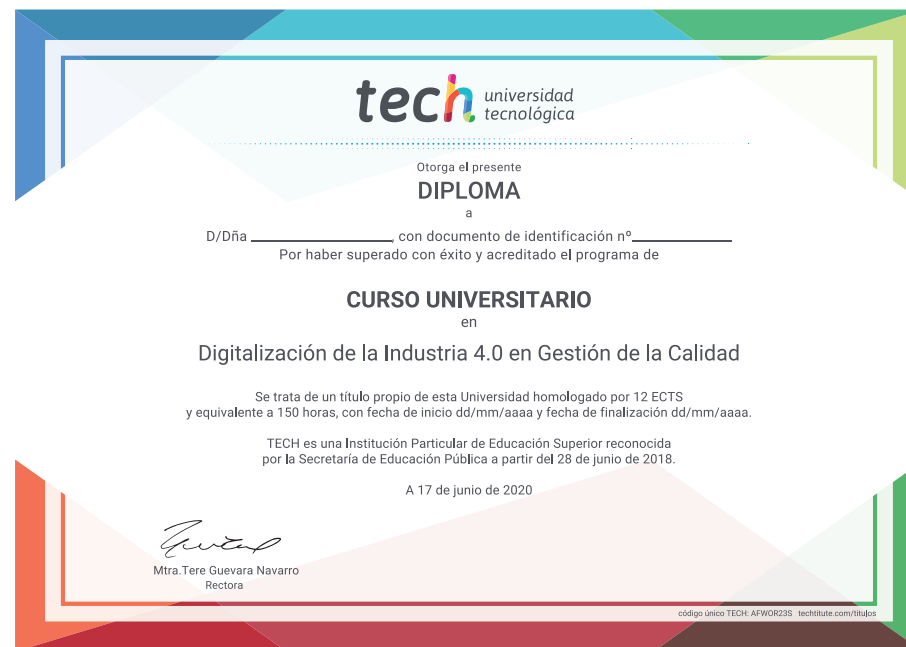 tech universidad
tecnológica
Otorga el presente
DIPLOMA
a
D/Dña ____________________, con documento de identificación nº______________
Por haber superado con éxito y acreditado el programa de
CURSO UNIVERSITARIO
en
Digitalización de la Industria 4.0 en Gestión de la Calidad
Se trata de un título propio de esta Universidad homologado por 12 ECTS
y equivalente a 150 horas, con fecha de inicio dd/mm/aaaa y fecha de finalización dd/mm/aaaa.
TECH es una Institución Particular de Educación Superior reconocida
por la Secretaría de Educación Pública a partir del 28 de junio de 2018.
A 17 de junio de 2020
Mtra.Tere Guevara Navarro
Rectora
código único TECH: AFWOR23S techtitute.com/titulos